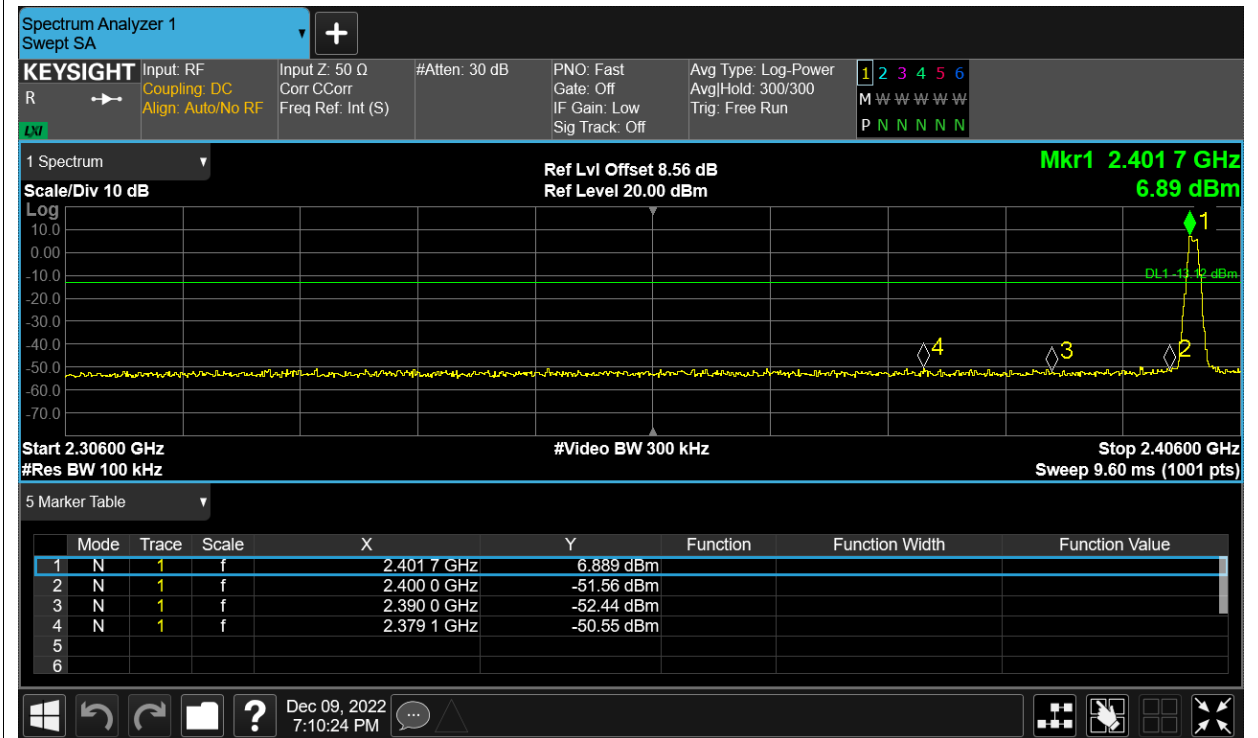 Spectrum Analyzer 1
Swept SA
KEYSIGHT
R
LXI
Input: RF
Coupling: DC
Align: Auto/No RF
Input Z: 50 Ω
Corr CCorr
Freq Ref: Int (S)
#Atten: 30 dB
PNO: Fast
Gate: Off
IF Gain: Low
Sig Track: Off
Avg Type: Log-Power
Avg|Hold: 300/300
Trig: Free Run
1 2 3 4 5 6
M W W W W W
P N N N N N
1 Spectrum
Scale/Div 10 dB
Ref Lvl Offset 8.56 dB
Ref Level 20.00 dBm
Mkr1 2.401 7 GHz
6.89 dBm
Log
10.0
0.00
-10.0
-20.0
-30.0
-40.0
-50.0
-60.0
-70.0
1
DL1 -13.12 dBm
4
3
2
Start 2.30600 GHz
#Res BW 100 kHz
#Video BW 300 kHz
Stop 2.40600 GHz
Sweep 9.60 ms (1001 pts)
5 Marker Table
Mode Trace Scale X Y Function Function Width Function Value
1 N 1 f 2.401 7 GHz 6.889 dBm
2 N 1 f 2.400 0 GHz -51.56 dBm
3 N 1 f 2.390 0 GHz -52.44 dBm
4 N 1 f 2.379 1 GHz -50.55 dBm
5
6
?
Dec 09, 2022
7:10:24 PM